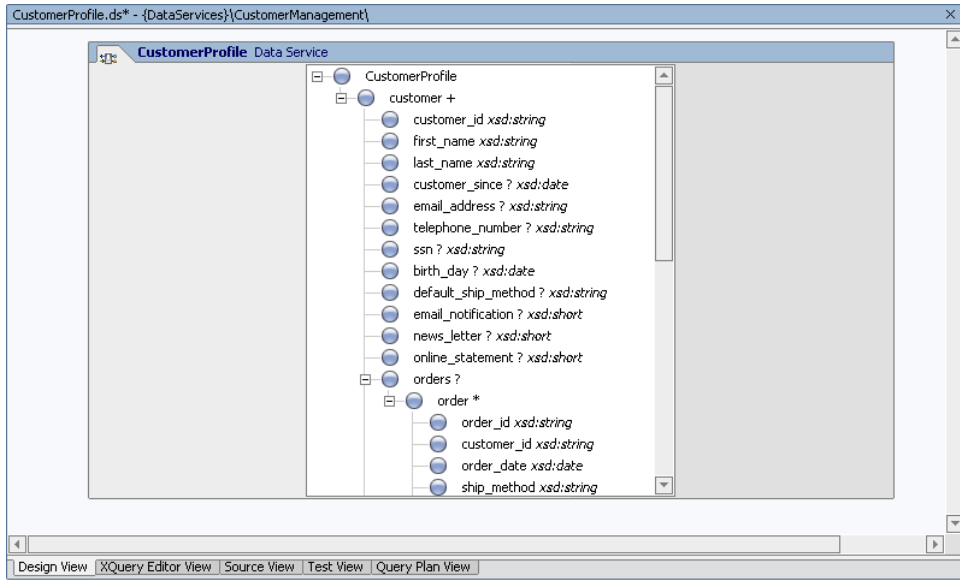 CustomerProfile.ds* - {DataServices}\CustomerManagement\
CustomerProfile Data Service
CustomerProfile
customer +
customer_id xsd:string
first_name xsd:string
last_name xsd:string
customer_since ? xsd:date
email_address ? xsd:string
telephone_number ? xsd:string
ssn ? xsd:string
birth_day ? xsd:date
default_ship_method ? xsd:string
email_notification ? xsd:short
news_letter ? xsd:short
online_statement ? xsd:short
orders ?
order *
order_id xsd:string
customer_id xsd:string
order_date xsd:date
ship_method xsd:string
Design View XQuery Editor View Source View Test View Query Plan View